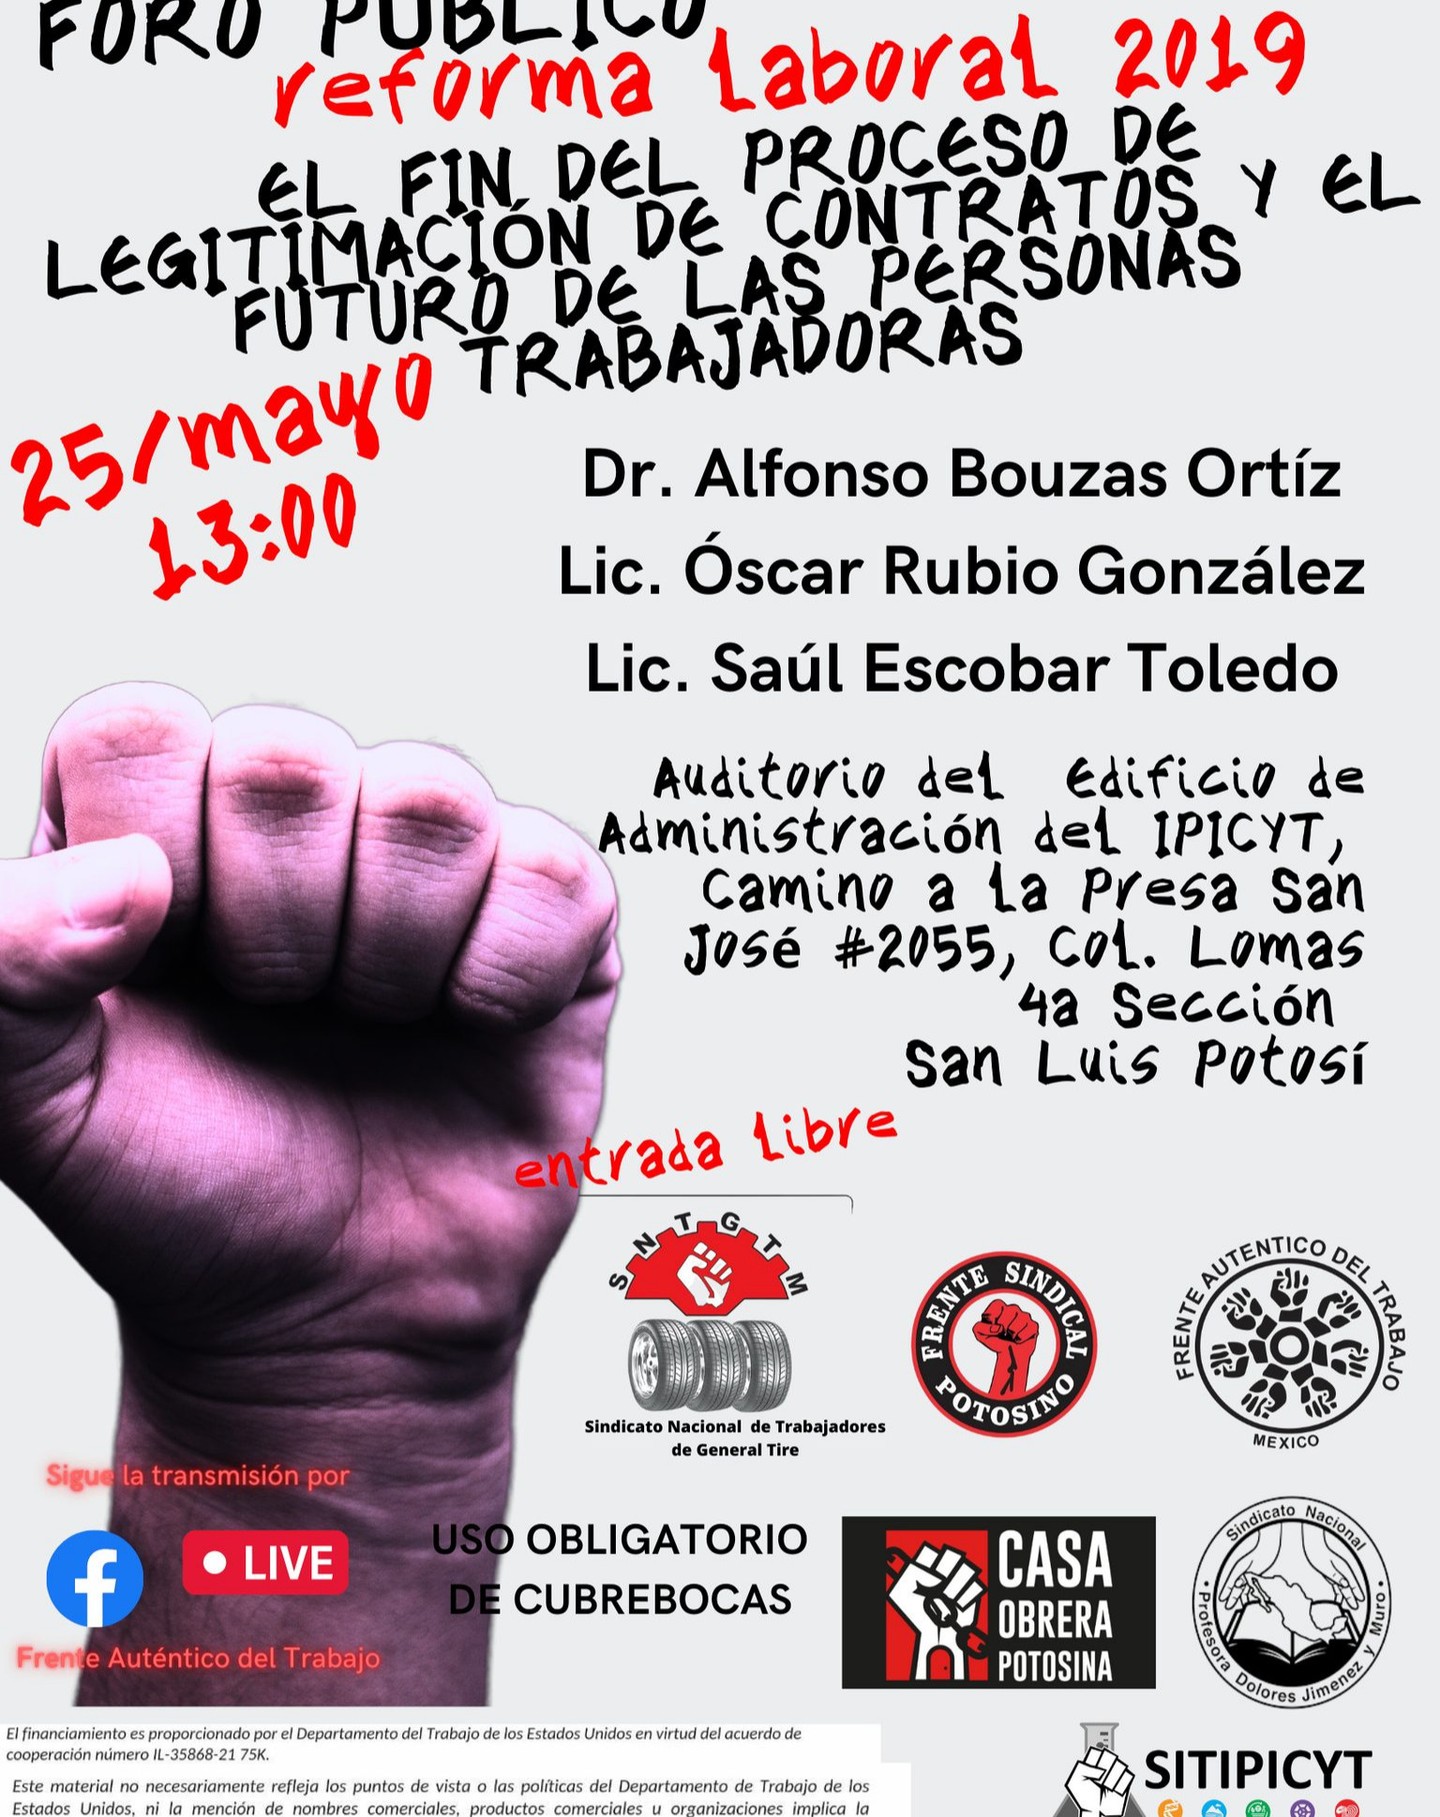 FORO PÚBLICO
reforma laboral 2019
EL FIN DEL PROCESO DE
LEGITIMACIÓN DE CONTRATOS Y EL
FUTURO DE LAS PERSONAS
TRABAJADORAS
25/mayo
13:00
Dr. Alfonso Bouzas Ortíz
Lic. Óscar Rubio González
Lic. Saúl Escobar Toledo
Auditorio del Edificio de
Administración del IPICYT,
Camino a la Presa San
José #2055, Col. Lomas
4a Sección
San Luis Potosí
entrada libre
SNTGTM
Sindicato Nacional de Trabajadores
de General Tire
FRENTE SINDICAL
POTOSINO
FRENTE AUTENTICO DEL TRABAJO
MEXICO
Sigue la transmisión por
LIVE
Frente Auténtico del Trabajo
USO OBLIGATORIO
DE CUBREBOCAS
CASA
OBRERA
POTOSINA
Sindicato Nacional
• Profesora Dolores Jimenez y Muro •
El financiamiento es proporcionado por el Departamento del Trabajo de los Estados Unidos en virtud del acuerdo de
cooperación número IL-35868-21 75K.
Este material no necesariamente refleja los puntos de vista o las políticas del Departamento de Trabajo de los
Estados Unidos, ni la mención de nombres comerciales, productos comerciales u organizaciones implica la
SITIPICYT